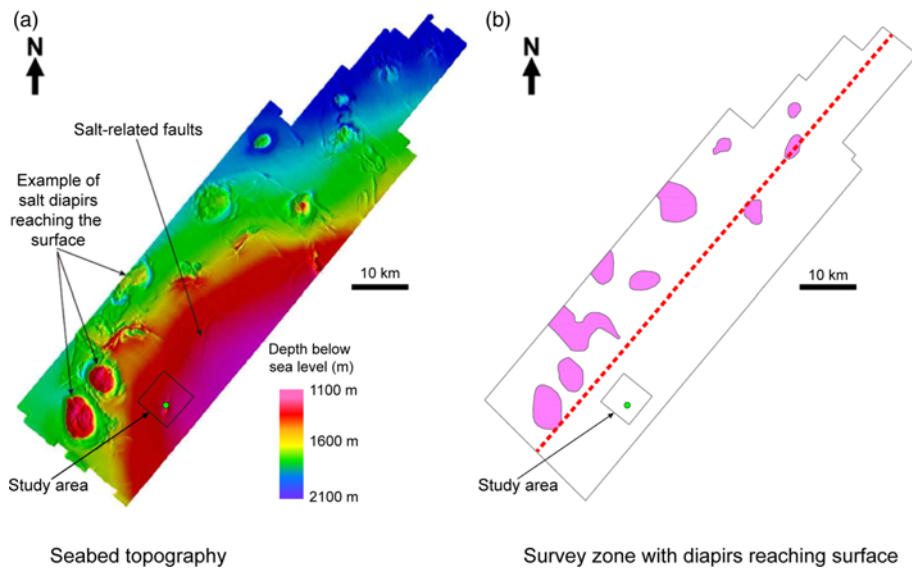 (a)
N
Salt-related faults
Example of
salt diapirs
reaching the
surface
10 km
Depth below
sea level (m)
1100 m
1600 m
2100 m
Study area
Seabed topography
(b)
N
10 km
Study area
Survey zone with diapirs reaching surface